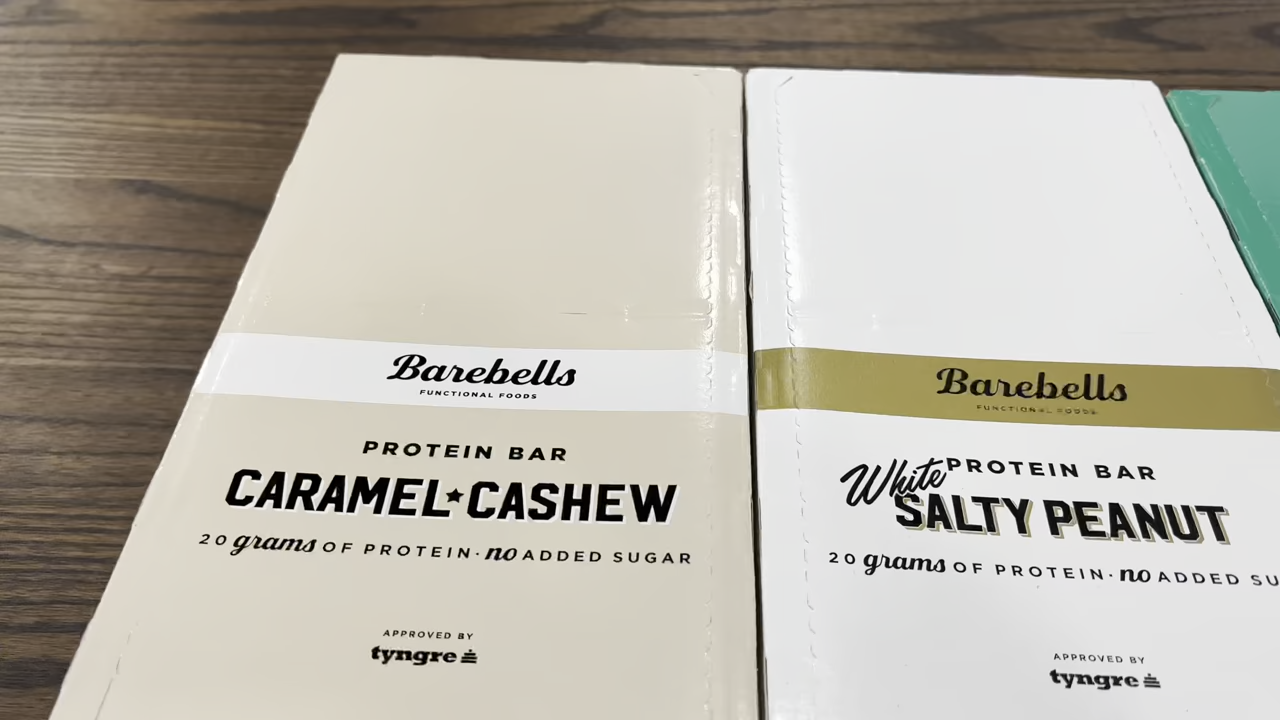 Barebells
FUNCTIONAL FOODS
PROTEIN BAR
CARAMEL★CASHEW
20 grams OF PROTEIN·no ADDED SUGAR
APPROVED BY
tyngre
Barebells
FUNCTIONAL FOODS
PROTEIN BAR
White
SALTY PEANUT
20 grams OF PROTEIN·no ADDED SU
APPROVED BY
tyngre